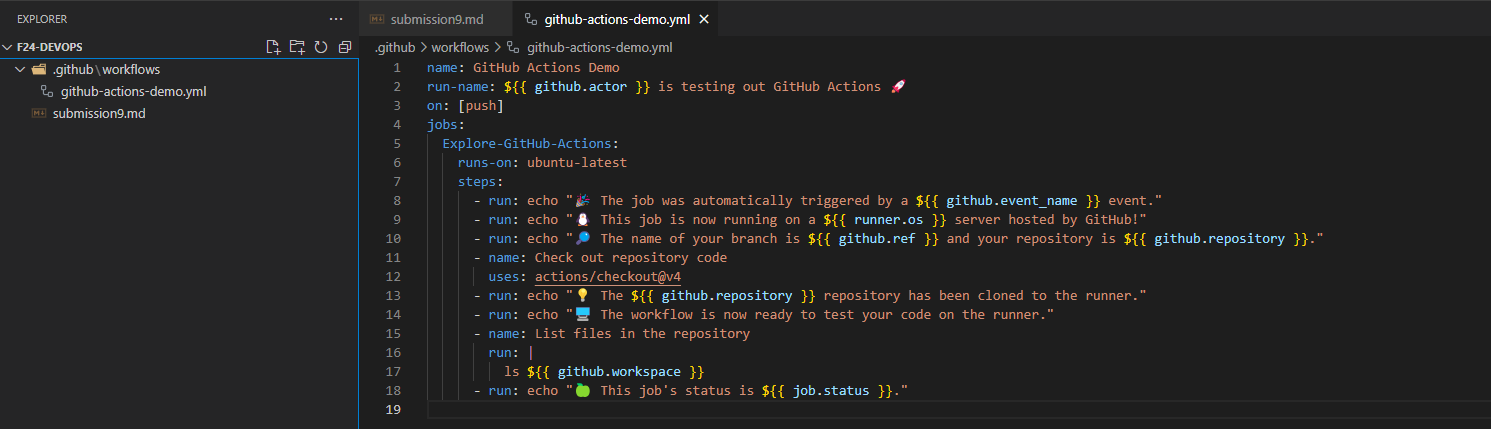 EXPLORER ...
F24-DEVOPS
.github\workflows
github-actions-demo.yml
submission9.md
submission9.md github-actions-demo.yml
.github > workflows > github-actions-demo.yml
1 name: GitHub Actions Demo
2 run-name: ${{ github.actor }} is testing out GitHub Actions 🚀
3 on: [push]
4 jobs:
5   Explore-GitHub-Actions:
6     runs-on: ubuntu-latest
7     steps:
8       - run: echo "🎉 The job was automatically triggered by a ${{ github.event_name }} event."
9       - run: echo "🐧 This job is now running on a ${{ runner.os }} server hosted by GitHub!"
10       - run: echo "🔎 The name of your branch is ${{ github.ref }} and your repository is ${{ github.repository }}."
11       - name: Check out repository code
12         uses: actions/checkout@v4
13       - run: echo "💡 The ${{ github.repository }} repository has been cloned to the runner."
14       - run: echo "🖥️ The workflow is now ready to test your code on the runner."
15       - name: List files in the repository
16         run: |
17           ls ${{ github.workspace }}
18       - run: echo "🍏 This job's status is ${{ job.status }}."
19